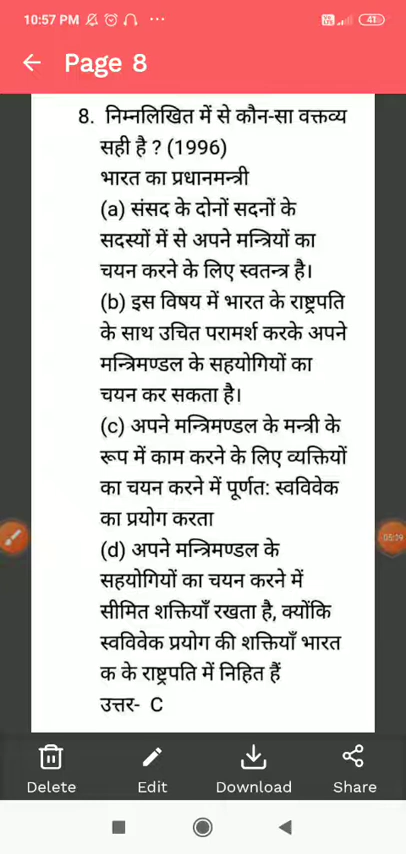 10:57 PM
41
Page 8
8. निम्नलिखित में से कौन-सा वक्तव्य
सही है ? (1996)
भारत का प्रधानमन्त्री
(a) संसद के दोनों सदनों के
सदस्यों में से अपने मन्त्रियों का
चयन करने के लिए स्वतन्त्र है।
(b) इस विषय में भारत के राष्ट्रपति
के साथ उचित परामर्श करके अपने
मन्त्रिमण्डल के सहयोगियों का
चयन कर सकता है।
(c) अपने मन्त्रिमण्डल के मन्त्री के
रूप में काम करने के लिए व्यक्तियों
का चयन करने में पूर्णत: स्वविवेक
का प्रयोग करता
(d) अपने मन्त्रिमण्डल के
सहयोगियों का चयन करने में
सीमित शक्तियाँ रखता है, क्योंकि
स्वविवेक प्रयोग की शक्तियाँ भारत
क के राष्ट्रपति में निहित हैं
उत्तर- C
05:19
Delete Edit Download Share